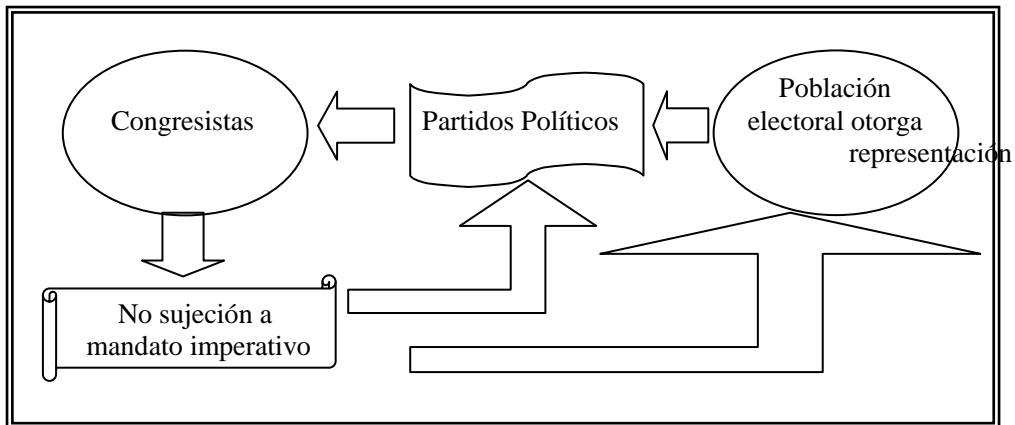 Congresistas
Partidos Políticos
Población
electoral otorga
representación
No sujeción a
mandato imperativo